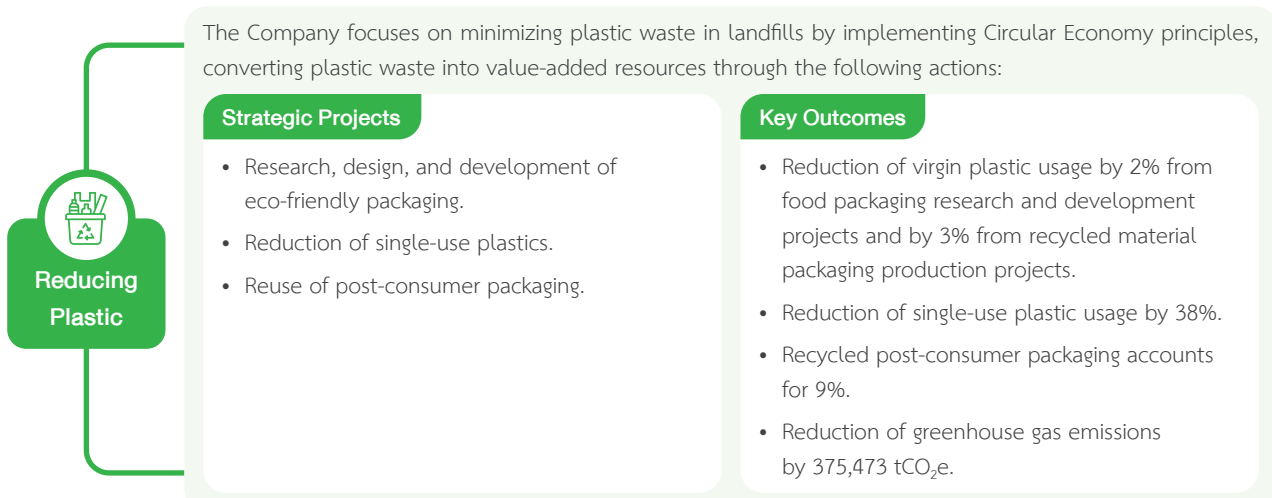 The Company focuses on minimizing plastic waste in landfills by implementing Circular Economy principles,
converting plastic waste into value-added resources through the following actions:
Reducing
Plastic
Strategic Projects
• Research, design, and development of
eco-friendly packaging.
• Reduction of single-use plastics.
• Reuse of post-consumer packaging.
Key Outcomes
• Reduction of virgin plastic usage by 2% from
food packaging research and development
projects and by 3% from recycled material
packaging production projects.
• Reduction of single-use plastic usage by 38%.
• Recycled post-consumer packaging accounts
for 9%.
• Reduction of greenhouse gas emissions
by 375,473 tCO₂e.